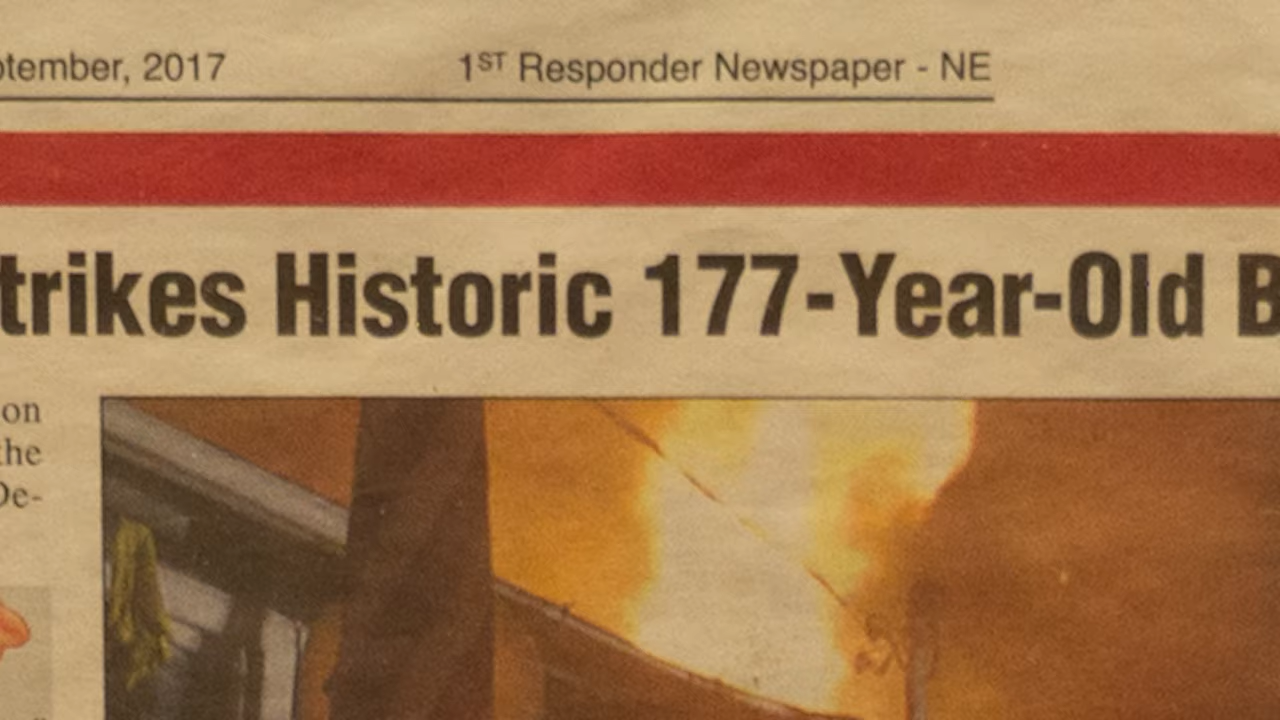 ptember, 2017 1ST Responder Newspaper - NE
trikes Historic 177-Year-Old B
on
the
De-